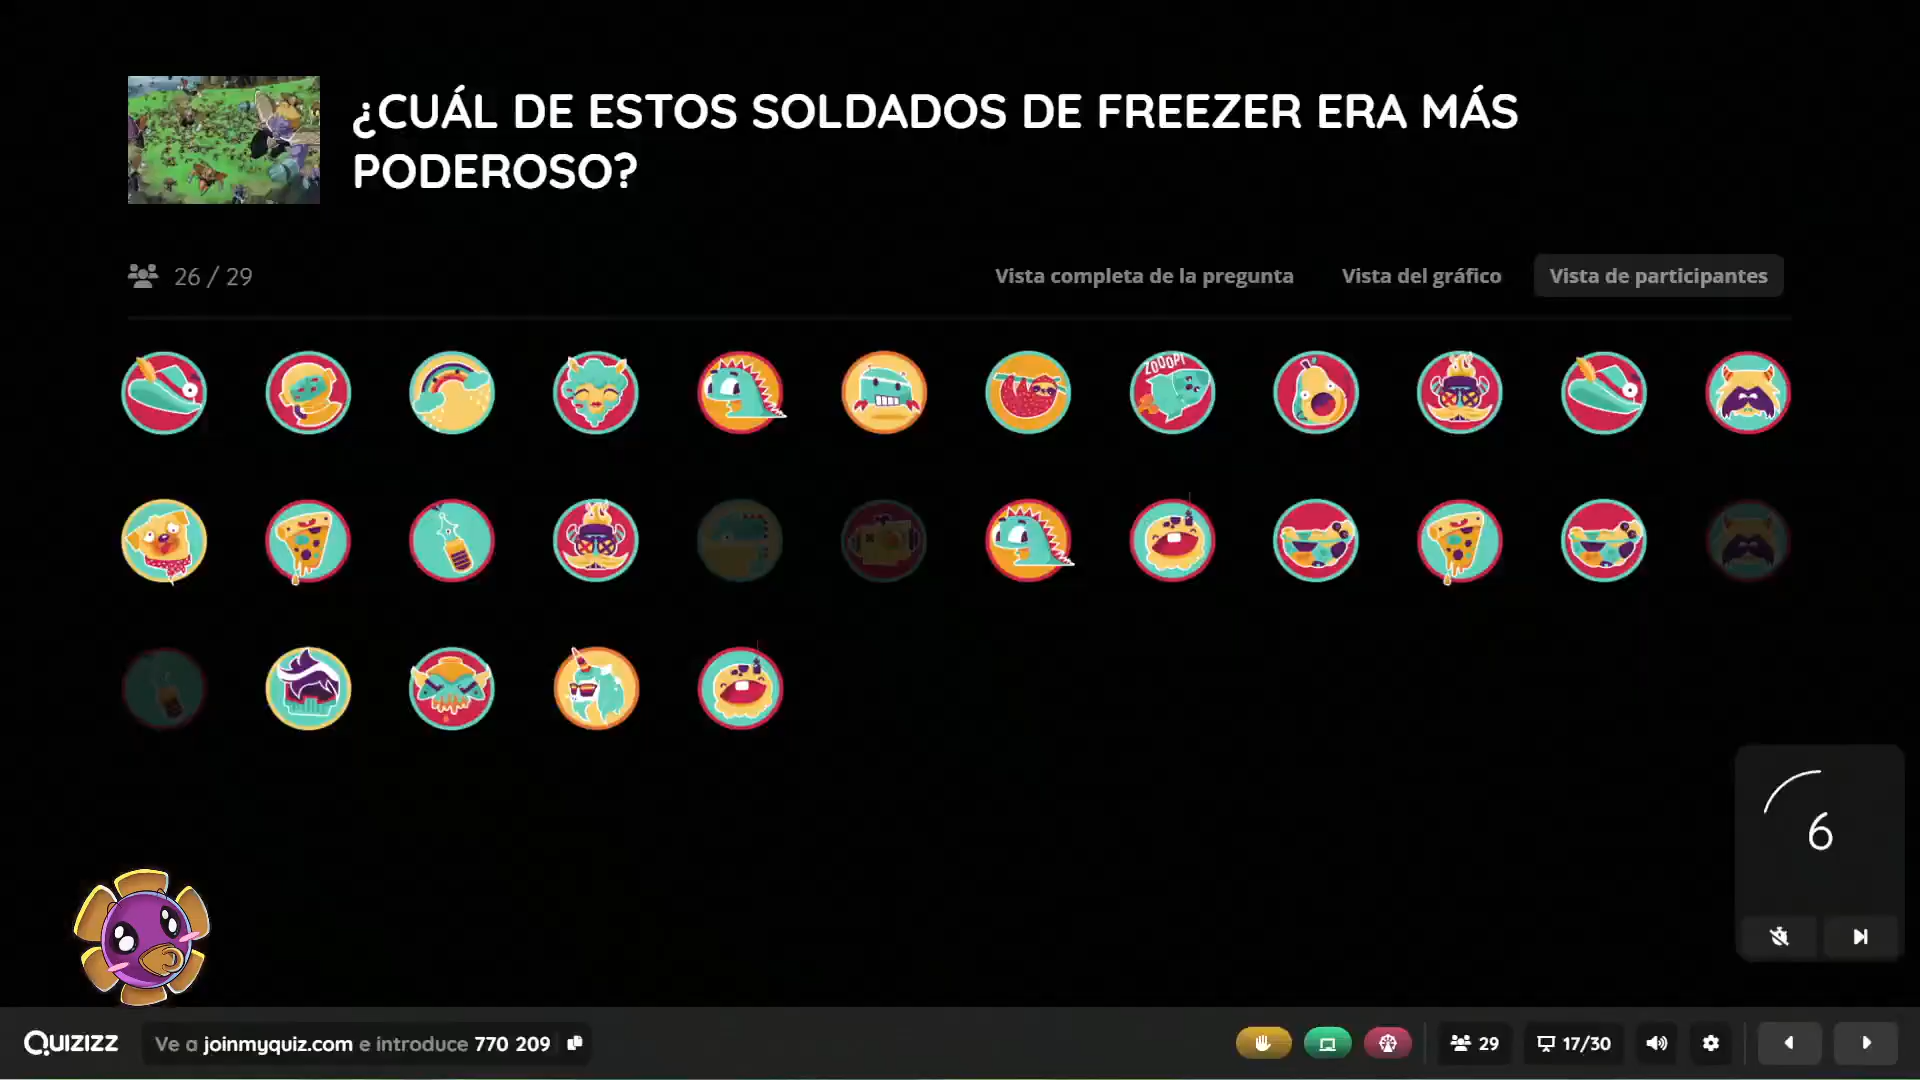 ¿CUÁL DE ESTOS SOLDADOS DE FREEZER ERA MÁS
PODEROSO?
26 / 29
Vista completa de la pregunta
Vista del gráfico
Vista de participantes
ZOOOP!
6
QUIZIZZ
Ve a joinmyquiz.com e introduce 770 209
29
17/30